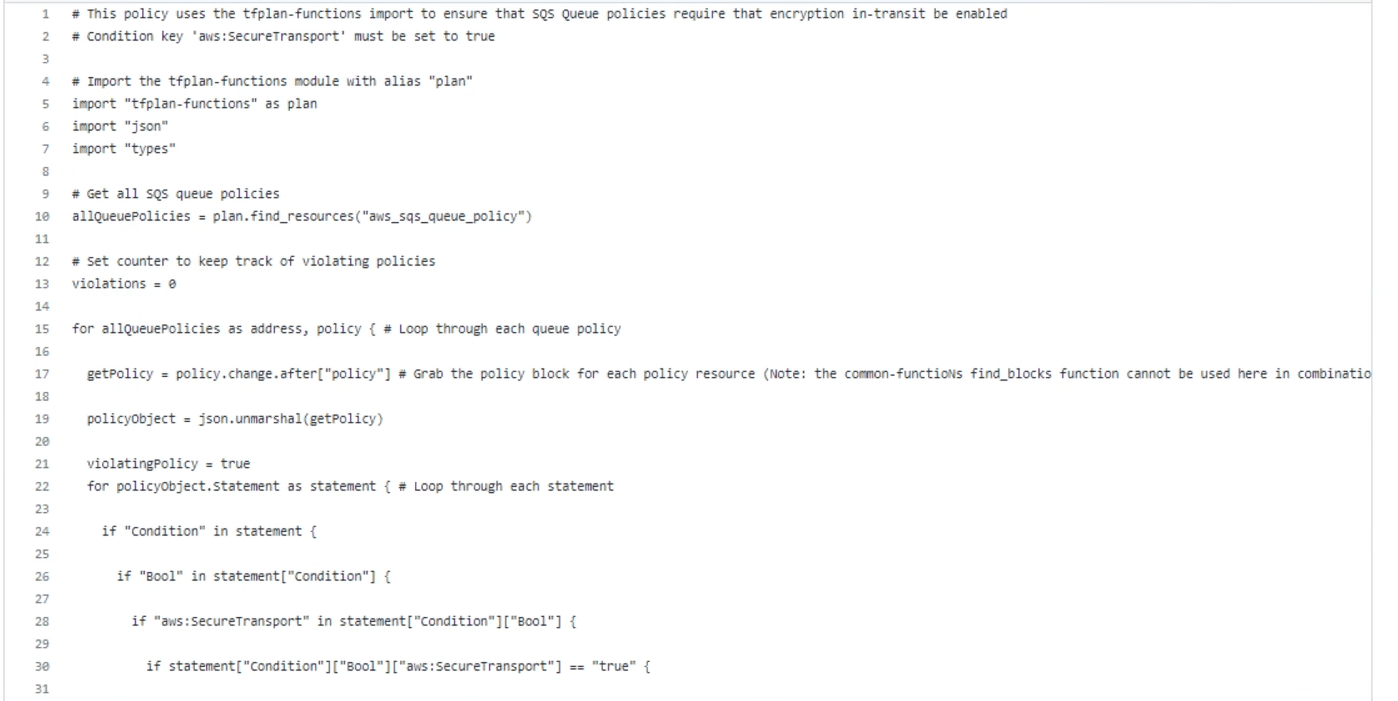 1 # This policy uses the tfplan-functions import to ensure that SQS Queue policies require that encryption in-transit be enabled
2 # Condition key 'aws:SecureTransport' must be set to true
3
4 # Import the tfplan-functions module with alias "plan"
5 import "tfplan-functions" as plan
6 import "json"
7 import "types"
8
9 # Get all SQS queue policies
10 allQueuePolicies = plan.find_resources("aws_sqs_queue_policy")
11
12 # Set counter to keep track of violating policies
13 violations = 0
14
15 for allQueuePolicies as address, policy { # Loop through each queue policy
16
17 getPolicy = policy.change.after["policy"] # Grab the policy block for each policy resource (Note: the common-functioNs find_blocks function cannot be used here in combinatio
18
19 policyObject = json.unmarshal(getPolicy)
20
21 violatingPolicy = true
22 for policyObject.Statement as statement { # Loop through each statement
23
24 if "Condition" in statement {
25
26 if "Bool" in statement["Condition"] {
27
28 if "aws:SecureTransport" in statement["Condition"]["Bool"] {
29
30 if statement["Condition"]["Bool"]["aws:SecureTransport"] == "true" {
31